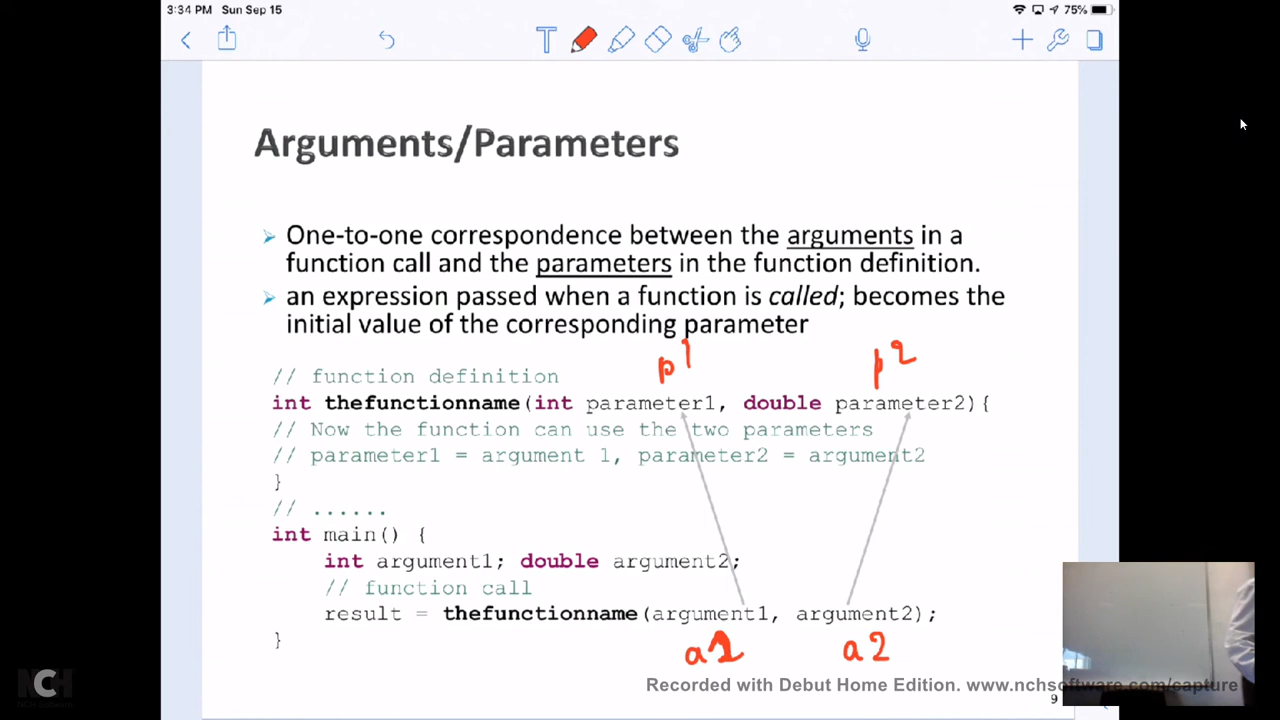 3:34 PM Sun Sep 15 75%
T
Arguments/Parameters
One-to-one correspondence between the arguments in a
function call and the parameters in the function definition.
an expression passed when a function is called; becomes the
initial value of the corresponding parameter
p1 p2
// function definition
int thefunctionname(int parameter1, double parameter2){
// Now the function can use the two parameters
// parameter1 = argument 1, parameter2 = argument2
}
// ......
int main() {
int argument1; double argument2;
// function call
result = thefunctionname(argument1, argument2);
}
a1 a2
Recorded with Debut Home Edition. www.nchsoftware.com/capture
NCH Software
9